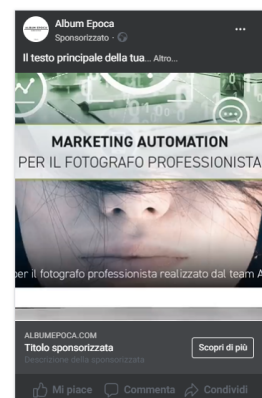 Album Epoca
Sponsorizzato ·
Il testo principale della tua... Altro...
MARKETING AUTOMATION
PER IL FOTOGRAFO PROFESSIONISTA
per il fotografo professionista realizzato dal team A
ALBUMEPOCA.COM
Titolo sponsorizzata
Descrizione della sponsorizzata
Scopri di più
Mi piace Commenta Condividi